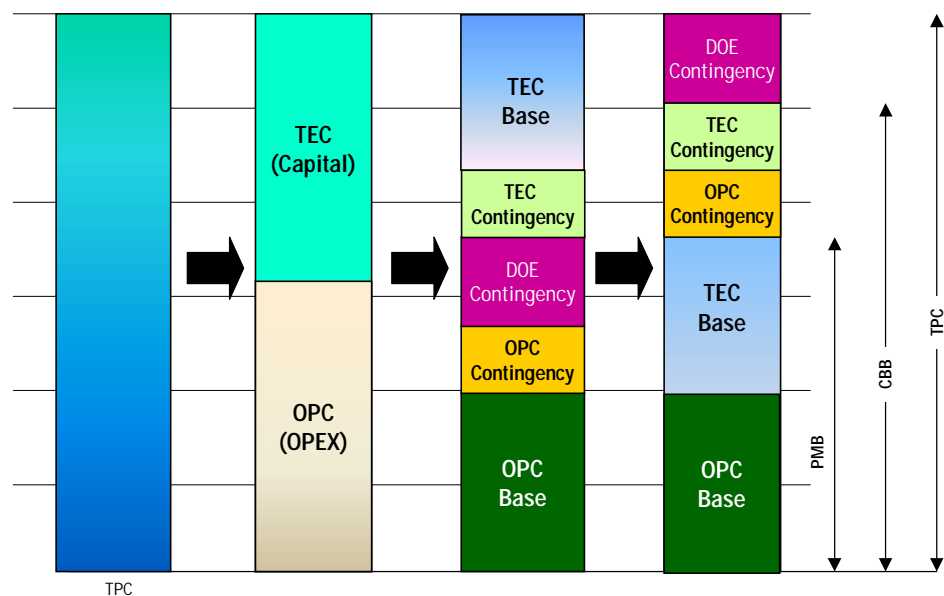 TPC
TEC
(Capital)
OPC
(OPEX)
TEC
Base
TEC
Contingency
DOE
Contingency
OPC
Contingency
OPC
Base
DOE
Contingency
TEC
Contingency
OPC
Contingency
TEC
Base
OPC
Base
PMB
CBB
TPC